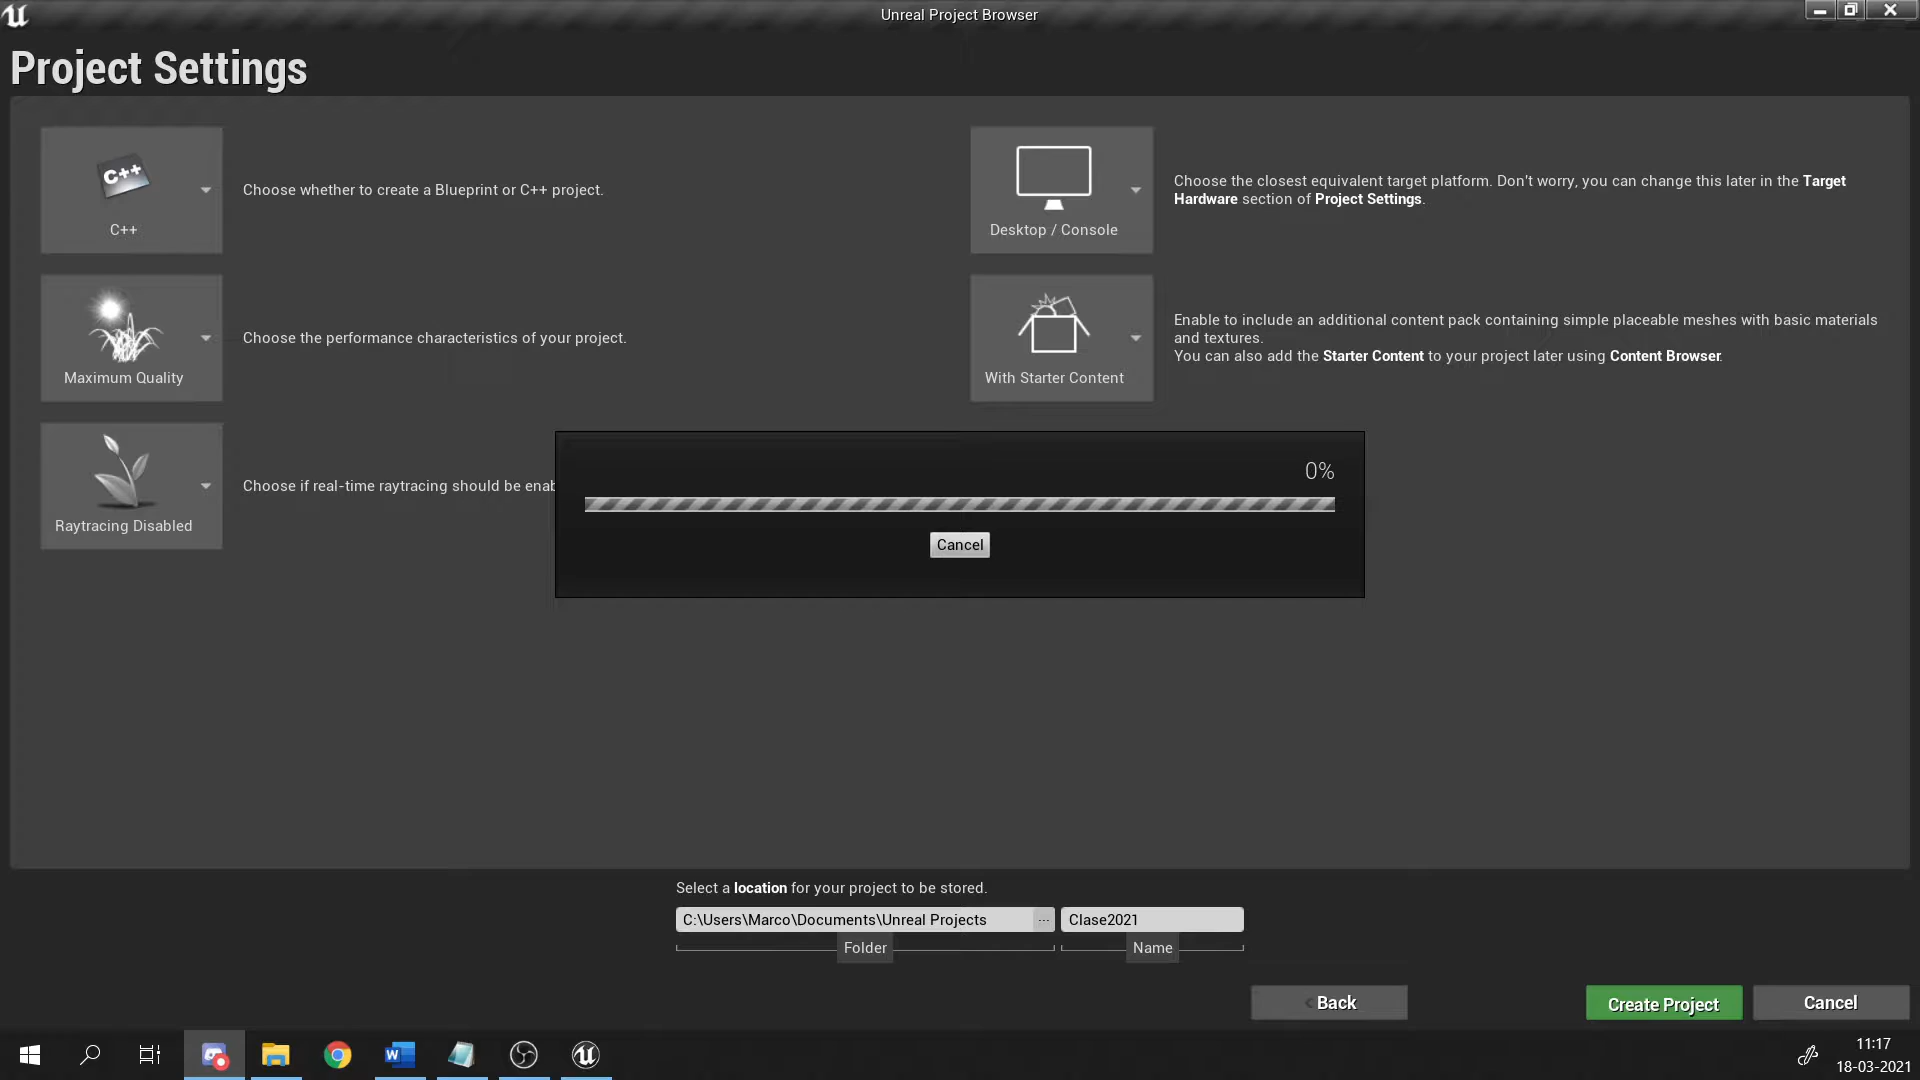 Unreal Project Browser
Project Settings
C++
C++
Choose whether to create a Blueprint or C++ project.
Desktop / Console
Choose the closest equivalent target platform. Don't worry, you can change this later in the Target
Hardware section of Project Settings.
Maximum Quality
Choose the performance characteristics of your project.
With Starter Content
Enable to include an additional content pack containing simple placeable meshes with basic materials
and textures.
You can also add the Starter Content to your project later using Content Browser.
Raytracing Disabled
Choose if real-time raytracing should be enab
0%
Cancel
Select a location for your project to be stored.
C:\Users\Marco\Documents\Unreal Projects
...
Clase2021
Folder
Name
< Back
Create Project
Cancel
W
11:17
18-03-2021